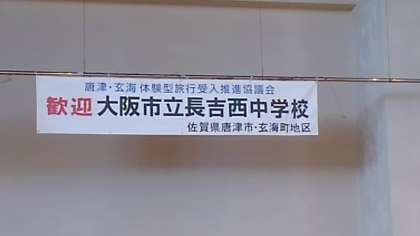 唐津・玄海 体験型旅行受入推進協議会
歓迎 大阪市立長吉西中学校
佐賀県唐津市・玄海町地区